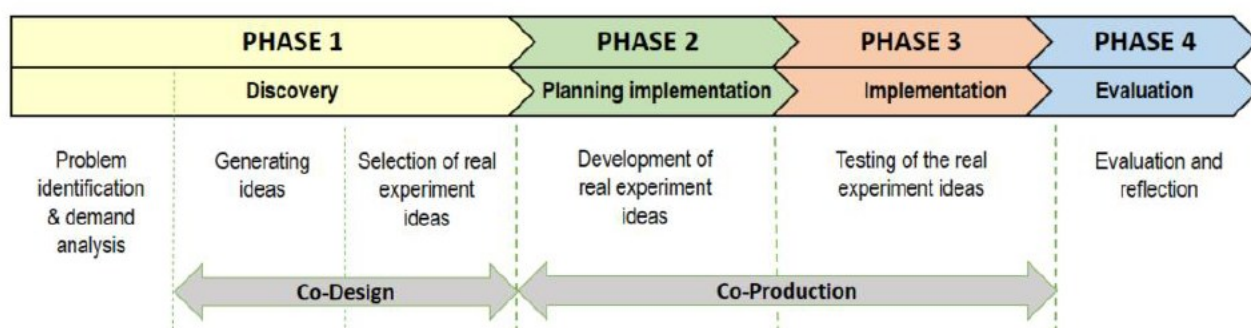 PHASE 1
PHASE 2
PHASE 3
PHASE 4
Discovery
Planning implementation
Implementation
Evaluation
Problem
identification
& demand
analysis
Generating
ideas
Selection of real
experiment
ideas
Development of
real experiment
ideas
Testing of the real
experiment ideas
Evaluation and
reflection
Co-Design
Co-Production